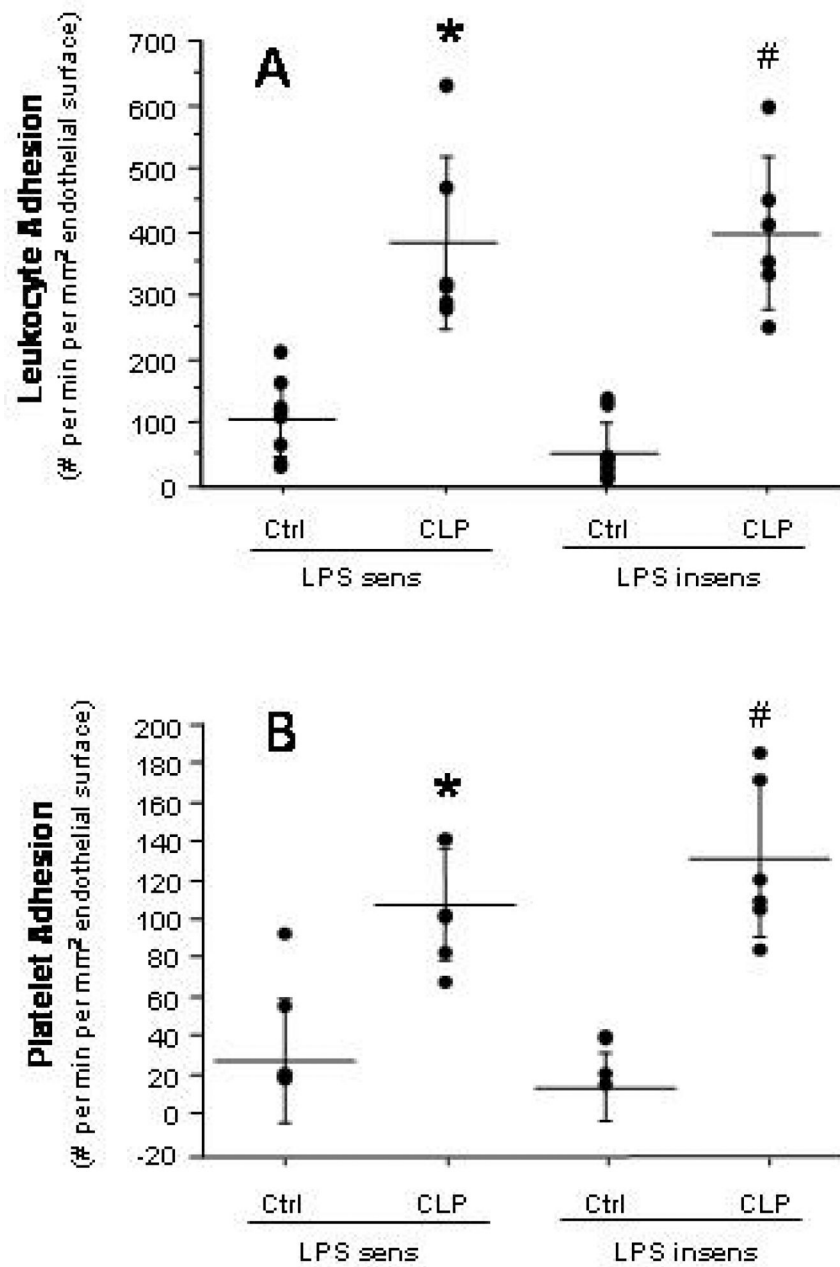 A
*
#
Leukocyte Adhesion
(# per min per mm² endothelial surface)
700
600
500
400
300
200
100
0
Ctrl CLP Ctrl CLP
LPS sens LPS insens
B
*
#
Platelet Adhesion
(# per min per mm² endothelial surface)
200
180
160
140
120
100
80
60
40
20
0
-20
Ctrl CLP Ctrl CLP
LPS sens LPS insens